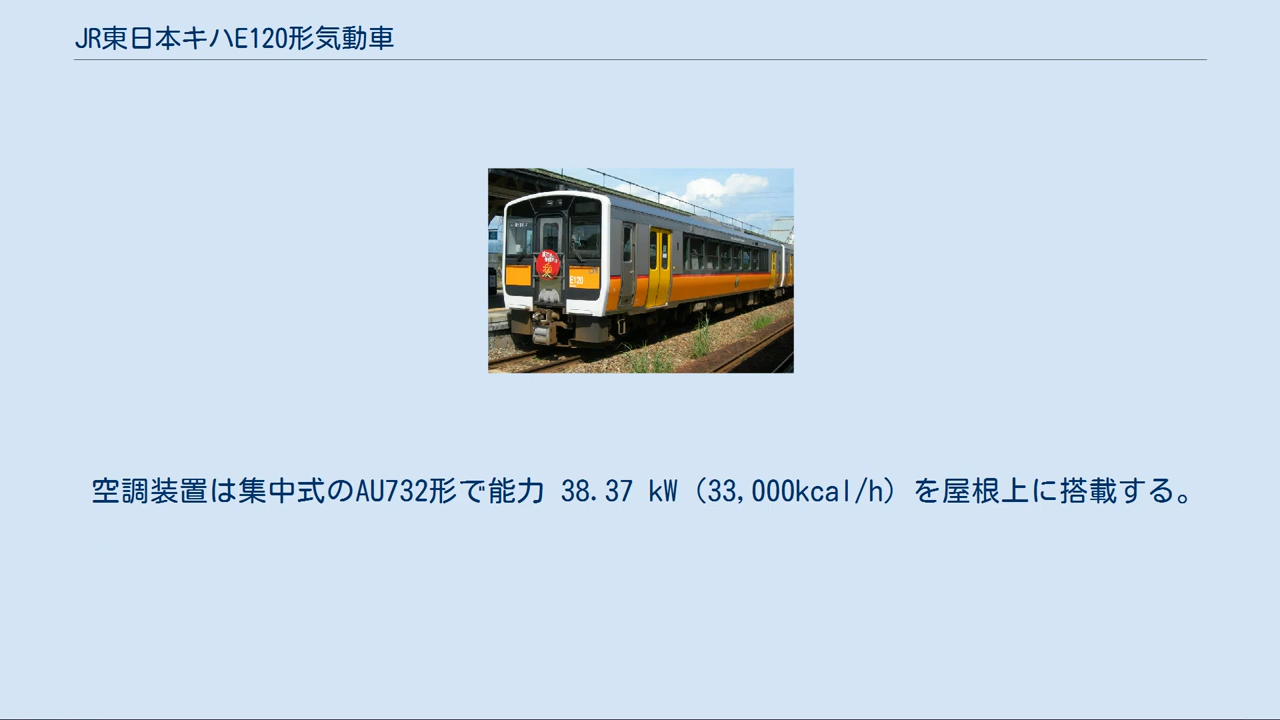 JR東日本キハE120形気動車
E120
空調装置は集中式のAU732形で能力 38.37 kW（33,000kcal/h）を屋根上に搭載する。